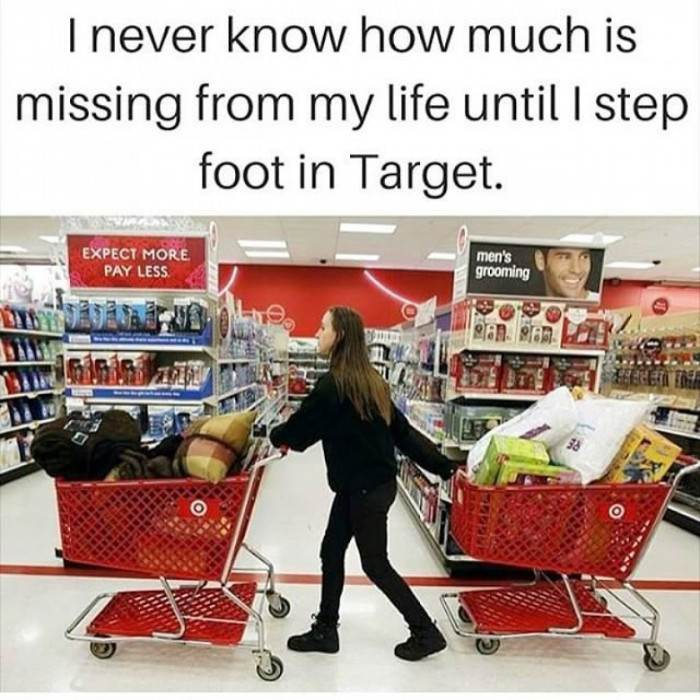 I never know how much is
missing from my life until I step
foot in Target.
EXPECT MORE.
PAY LESS.
men's
grooming